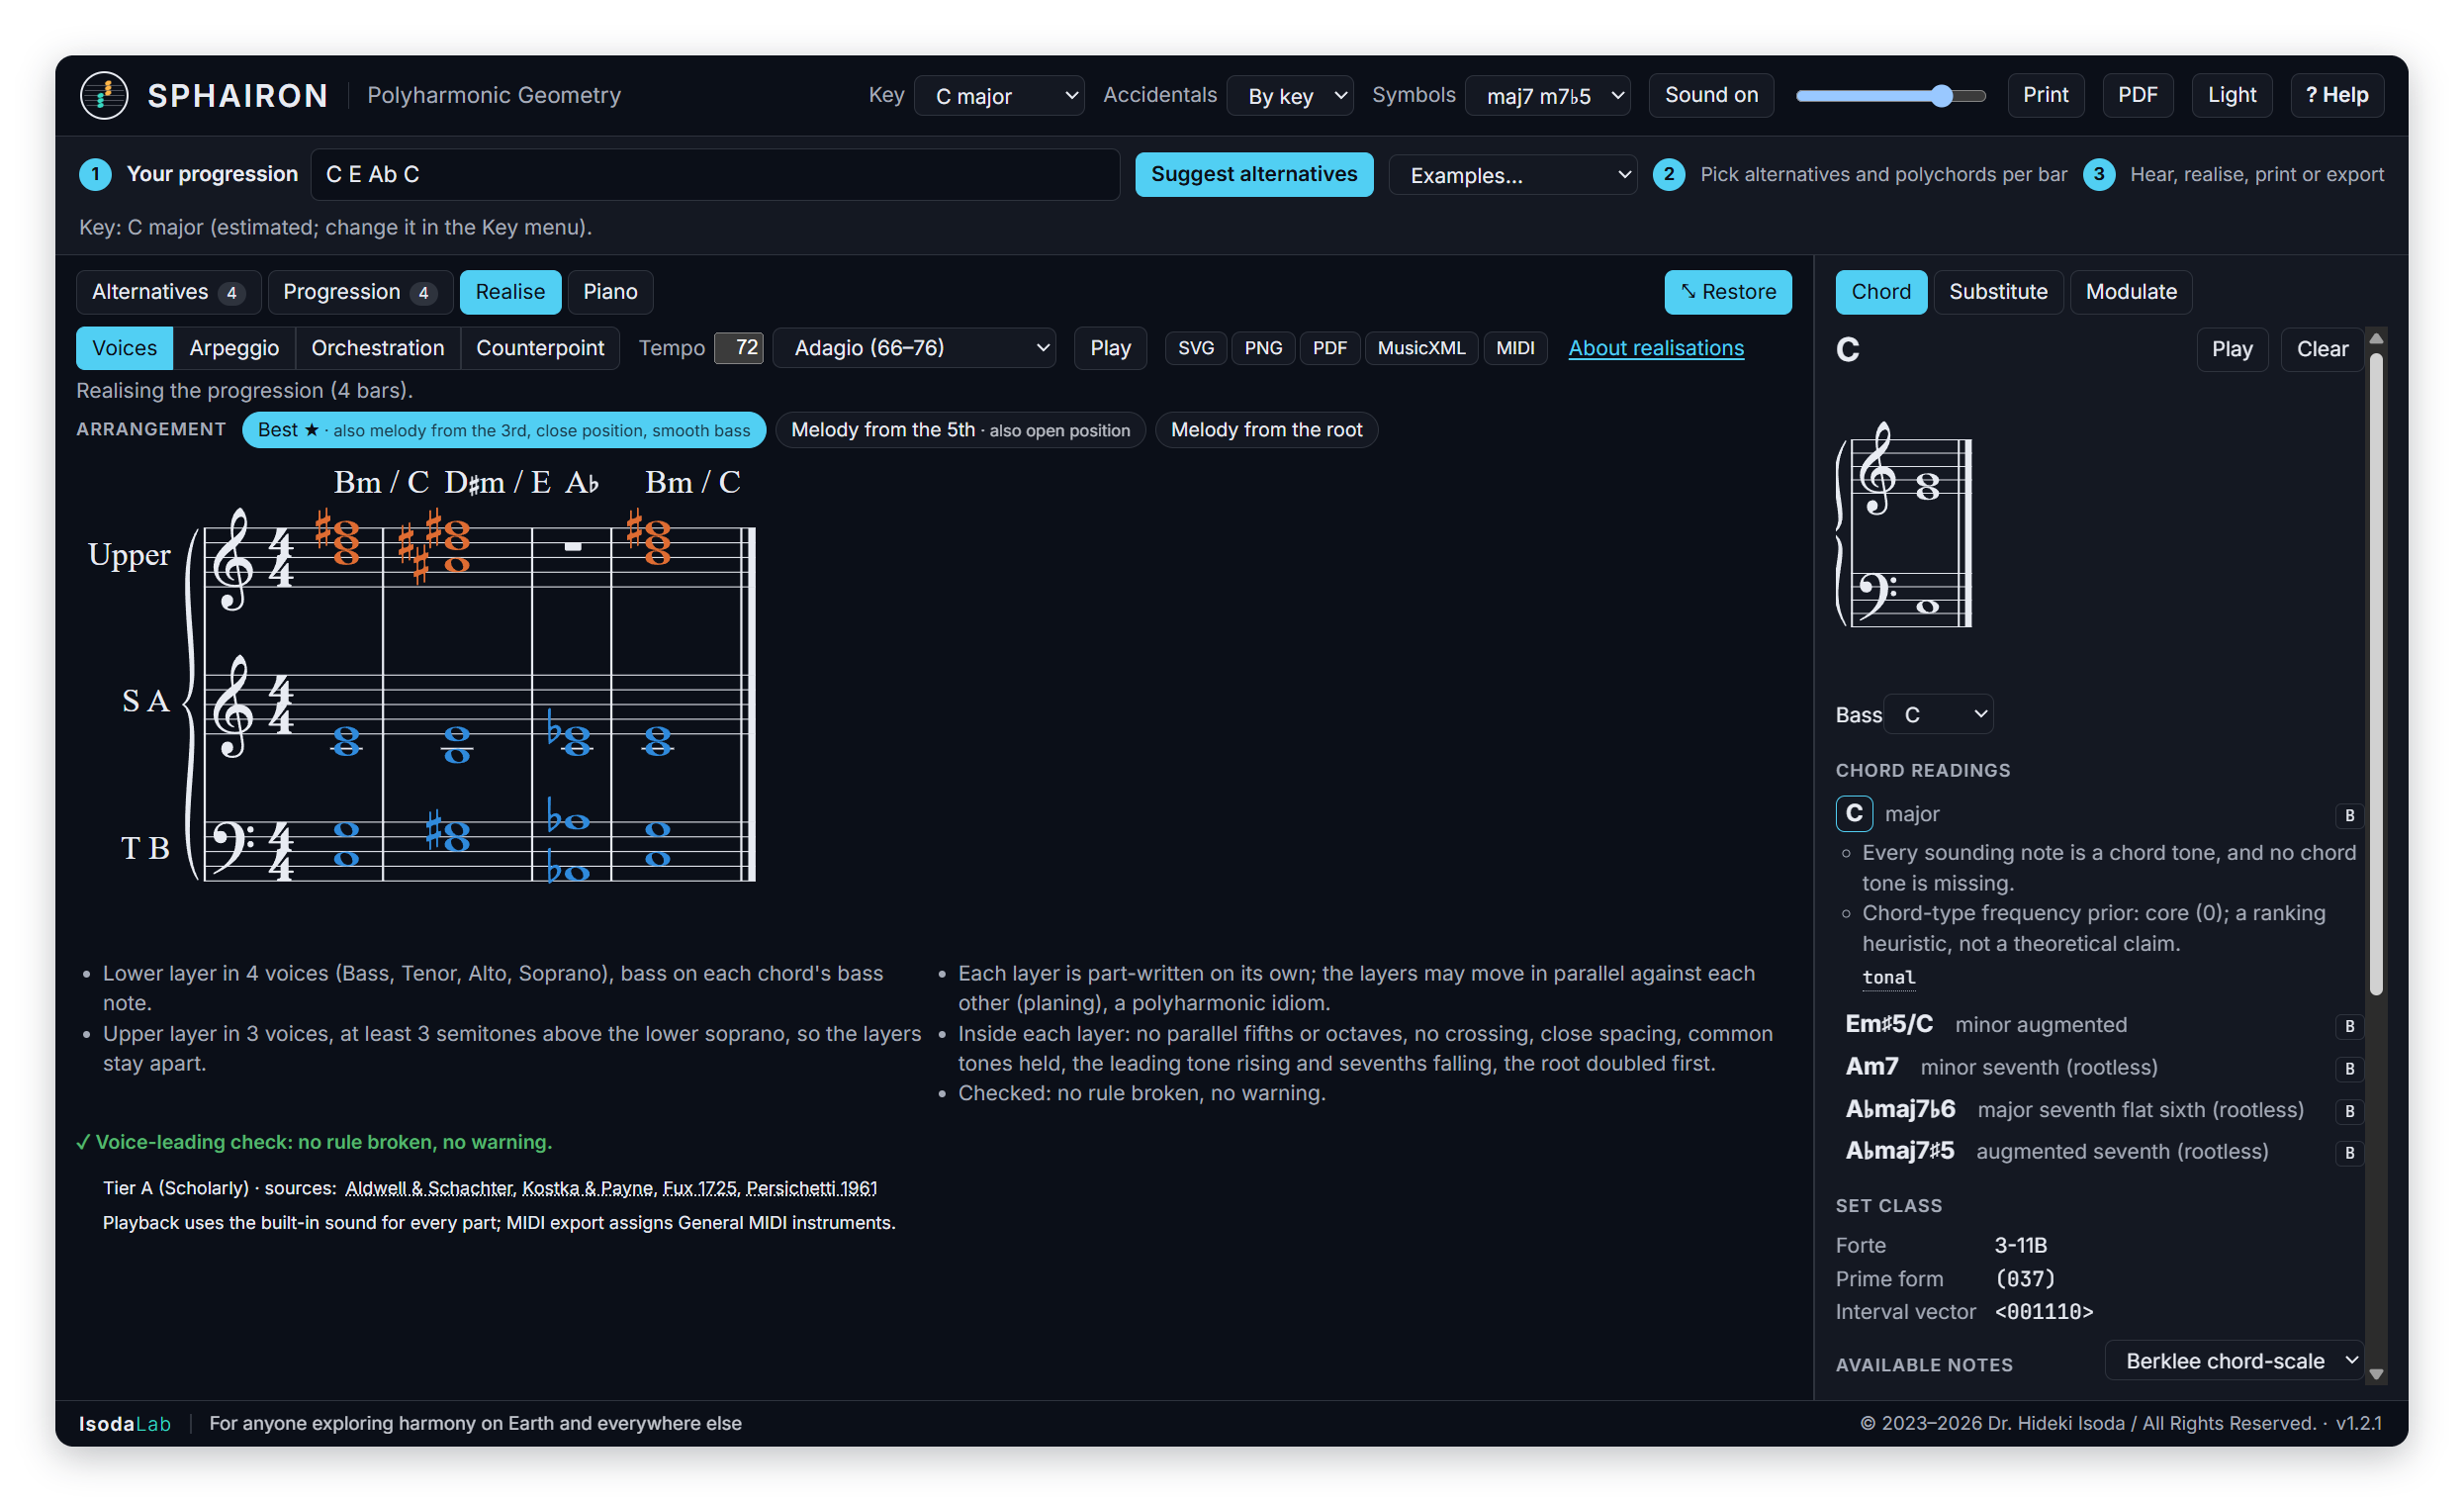 SPHAIRON
Polyharmonic Geometry
Key C major
Accidentals By key
Symbols maj7 m7♭5
Sound on
Print
PDF
Light
? Help
1 Your progression
C E Ab C
Suggest alternatives
Examples...
2 Pick alternatives and polychords per bar
3 Hear, realise, print or export
Key: C major (estimated; change it in the Key menu).
Alternatives 4
Progression 4
Realise
Piano
⤡ Restore
Voices
Arpeggio
Orchestration
Counterpoint
Tempo 72
Adagio (66–76)
Play
SVG
PNG
PDF
MusicXML
MIDI
About realisations
Realising the progression (4 bars).
ARRANGEMENT
Best ★ · also melody from the 3rd, close position, smooth bass
Melody from the 5th · also open position
Melody from the root
Bm / C D♯m / E A♭ Bm / C
Upper
4
4
S A
4
4
T B
4
4
• Lower layer in 4 voices (Bass, Tenor, Alto, Soprano), bass on each chord's bass
note.
• Upper layer in 3 voices, at least 3 semitones above the lower soprano, so the layers
stay apart.
• Each layer is part-written on its own; the layers may move in parallel against each
other (planing), a polyharmonic idiom.
• Inside each layer: no parallel fifths or octaves, no crossing, close spacing, common
tones held, the leading tone rising and sevenths falling, the root doubled first.
• Checked: no rule broken, no warning.
✓ Voice-leading check: no rule broken, no warning.
Tier A (Scholarly) · sources: Aldwell & Schachter, Kostka & Payne, Fux 1725, Persichetti 1961
Playback uses the built-in sound for every part; MIDI export assigns General MIDI instruments.
Chord
Substitute
Modulate
C
Play
Clear
Bass C
CHORD READINGS
C major B
◦ Every sounding note is a chord tone, and no chord
tone is missing.
◦ Chord-type frequency prior: core (0); a ranking
heuristic, not a theoretical claim.
tonal
Em♯5/C minor augmented B
Am7 minor seventh (rootless) B
A♭maj7♭6 major seventh flat sixth (rootless) B
A♭maj7♯5 augmented seventh (rootless) B
SET CLASS
Forte 3-11B
Prime form (037)
Interval vector <001110>
AVAILABLE NOTES
Berklee chord-scale
IsodaLab
For anyone exploring harmony on Earth and everywhere else
© 2023–2026 Dr. Hideki Isoda / All Rights Reserved. · v1.2.1